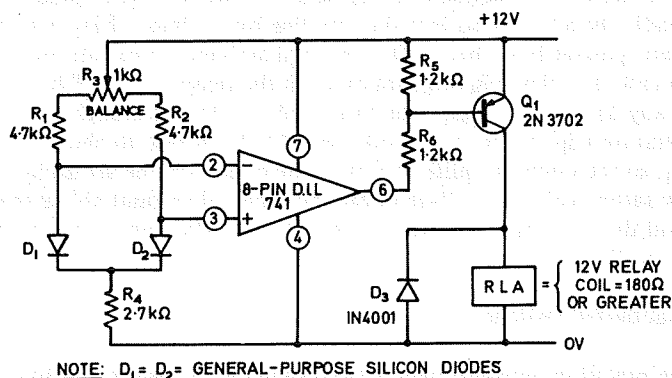 +12V
R3
1kΩ
BALANCE
R1
4.7kΩ
R2
4.7kΩ
R5
1.2kΩ
R6
1.2kΩ
Q1
2N 3702
2
3
7
4
6
−
+
8-PIN D.I.L
741
D1
D2
R4
2.7kΩ
D3
IN4001
RLA
=
12V RELAY
COIL = 180Ω
OR GREATER
0V
NOTE: D1 = D2 = GENERAL-PURPOSE SILICON DIODES